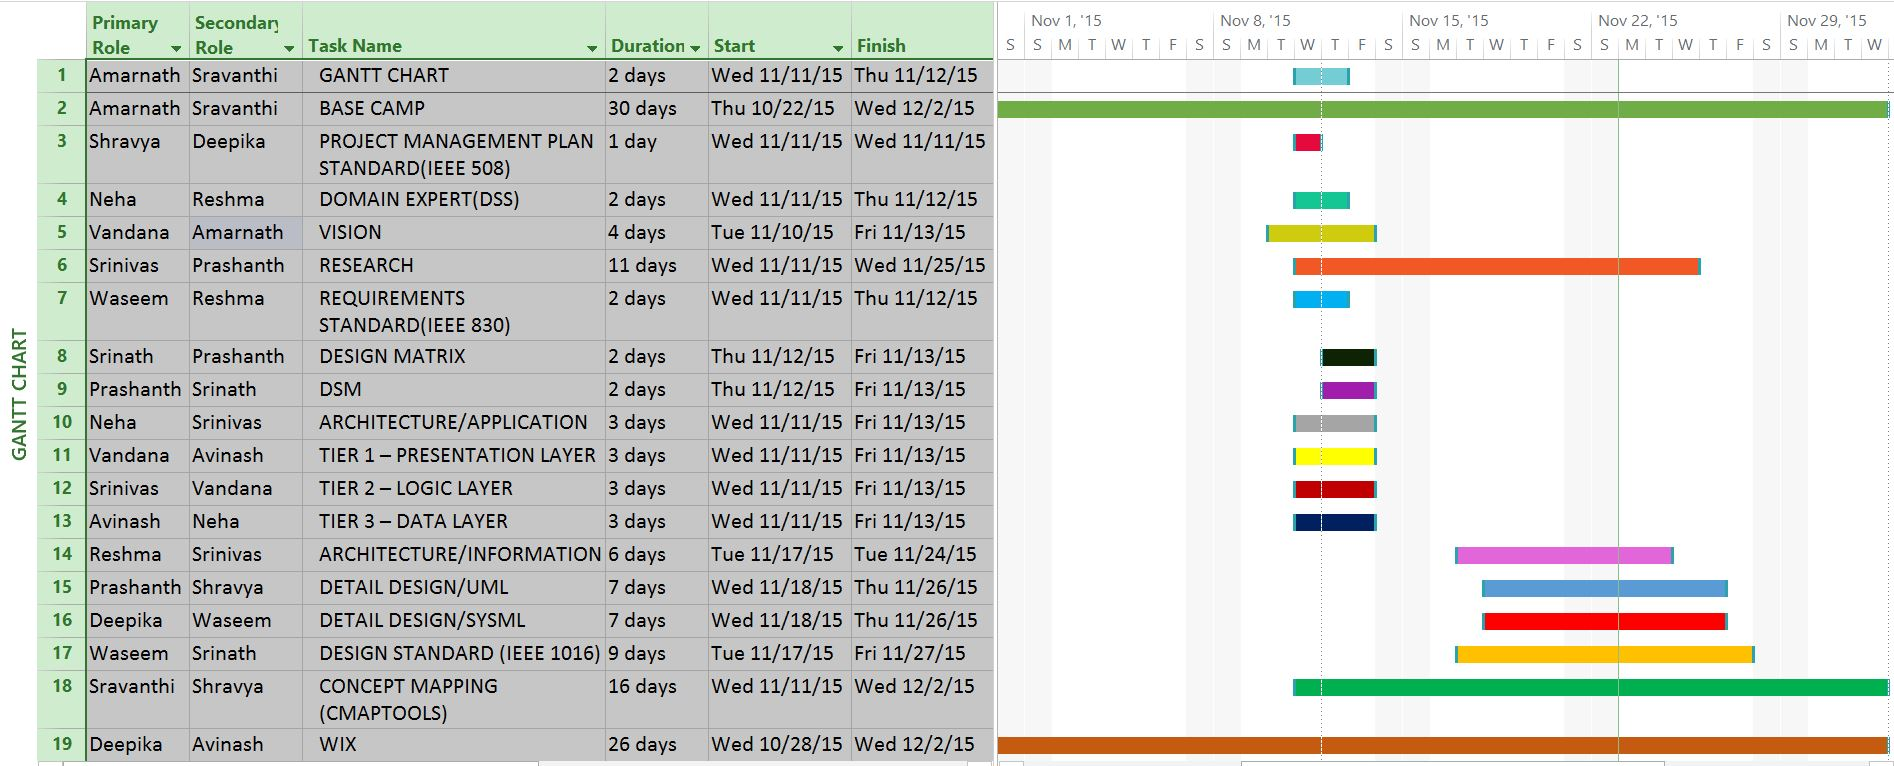 Primary Role Secondary Role Task Name Duration Start Finish
Nov 1, '15 Nov 8, '15 Nov 15, '15 Nov 22, '15 Nov 29, '15
S S M T W T F S S M T W T F S S M T W T F S S M T W T F S S M T W
GANTT CHART
1 Amarnath Sravanthi GANTT CHART 2 days Wed 11/11/15 Thu 11/12/15
2 Amarnath Sravanthi BASE CAMP 30 days Thu 10/22/15 Wed 12/2/15
3 Shravya Deepika PROJECT MANAGEMENT PLAN 1 day Wed 11/11/15 Wed 11/11/15
STANDARD(IEEE 508)
4 Neha Reshma DOMAIN EXPERT(DSS) 2 days Wed 11/11/15 Thu 11/12/15
5 Vandana Amarnath VISION 4 days Tue 11/10/15 Fri 11/13/15
6 Srinivas Prashanth RESEARCH 11 days Wed 11/11/15 Wed 11/25/15
7 Waseem Reshma REQUIREMENTS 2 days Wed 11/11/15 Thu 11/12/15
STANDARD(IEEE 830)
8 Srinath Prashanth DESIGN MATRIX 2 days Thu 11/12/15 Fri 11/13/15
9 Prashanth Srinath DSM 2 days Thu 11/12/15 Fri 11/13/15
10 Neha Srinivas ARCHITECTURE/APPLICATION 3 days Wed 11/11/15 Fri 11/13/15
11 Vandana Avinash TIER 1 – PRESENTATION LAYER 3 days Wed 11/11/15 Fri 11/13/15
12 Srinivas Vandana TIER 2 – LOGIC LAYER 3 days Wed 11/11/15 Fri 11/13/15
13 Avinash Neha TIER 3 – DATA LAYER 3 days Wed 11/11/15 Fri 11/13/15
14 Reshma Srinivas ARCHITECTURE/INFORMATION 6 days Tue 11/17/15 Tue 11/24/15
15 Prashanth Shravya DETAIL DESIGN/UML 7 days Wed 11/18/15 Thu 11/26/15
16 Deepika Waseem DETAIL DESIGN/SYSML 7 days Wed 11/18/15 Thu 11/26/15
17 Waseem Srinath DESIGN STANDARD (IEEE 1016) 9 days Tue 11/17/15 Fri 11/27/15
18 Sravanthi Shravya CONCEPT MAPPING 16 days Wed 11/11/15 Wed 12/2/15
(CMAPTOOLS)
19 Deepika Avinash WIX 26 days Wed 10/28/15 Wed 12/2/15